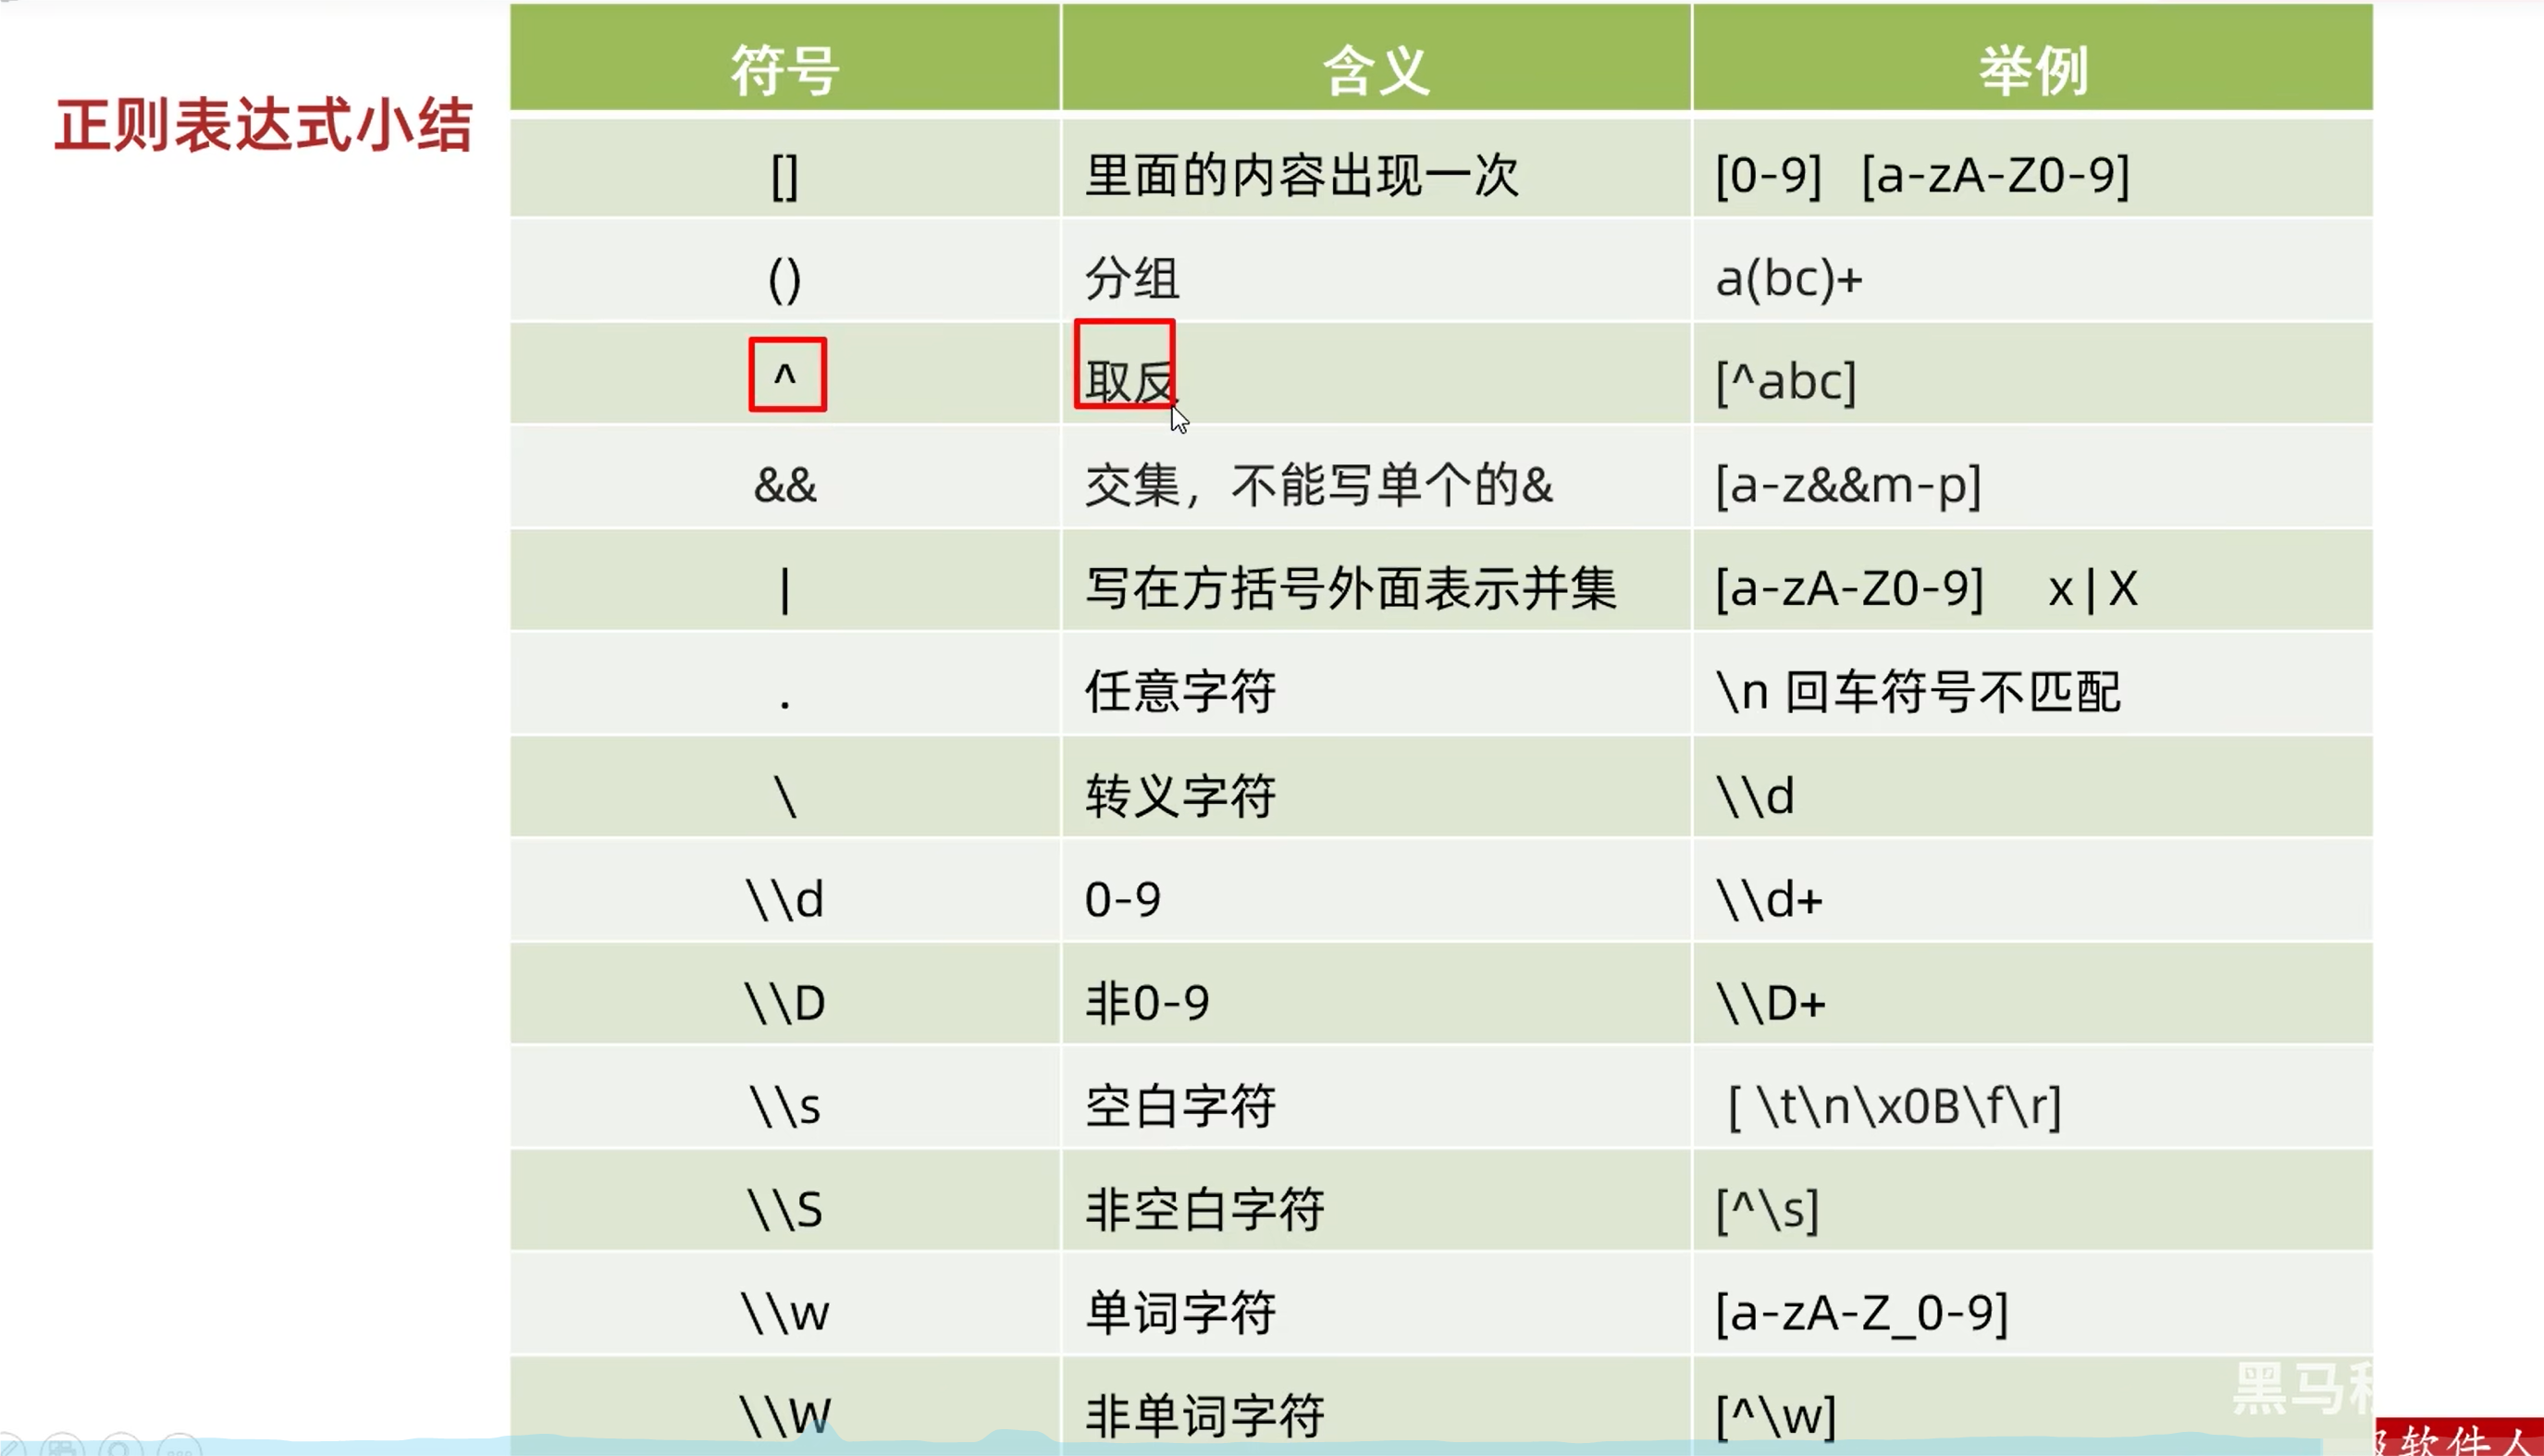 正则表达式小结
符号 含义 举例
[] 里面的内容出现一次 [0-9] [a-zA-Z0-9]
() 分组 a(bc)+
^ 取反 [^abc]
&& 交集，不能写单个的& [a-z&&m-p]
| 写在方括号外面表示并集 [a-zA-Z0-9] x|X
. 任意字符 \n 回车符号不匹配
\ 转义字符 \\d
\\d 0-9 \\d+
\\D 非0-9 \\D+
\\s 空白字符 [ \t\n\x0B\f\r]
\\S 非空白字符 [^\s]
\\w 单词字符 [a-zA-Z_0-9]
\\W 非单词字符 [^\w]
黑马
软件人